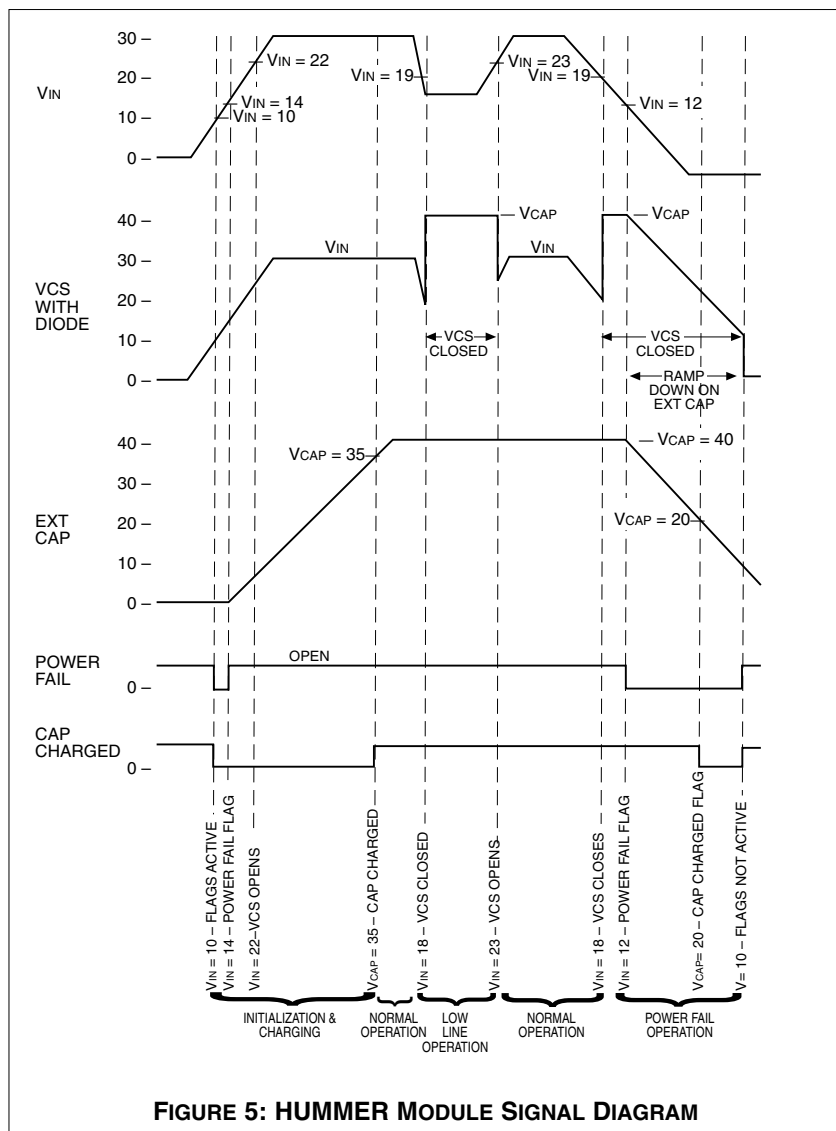 30 –
20 –
10 –
0 –
VIN
VIN = 22
VIN = 14
VIN = 10
VIN = 19
VIN = 23
VIN = 19
VIN = 12
40 –
30 –
20 –
10 –
0 –
VCS
WITH
DIODE
VIN
– VCAP
VIN
– VCAP
VCS
CLOSED
VCS
CLOSED
RAMP
DOWN ON
EXT CAP
40 –
30 –
20 –
10 –
0 –
EXT
CAP
VCAP = 35
– VCAP = 40
VCAP = 20
POWER
FAIL
0 –
OPEN
CAP
CHARGED
0 –
VIN = 10 – FLAGS ACTIVE
VIN = 14 – POWER FAIL FLAG
VIN = 22–VCS OPENS
VCAP = 35 – CAP CHARGED
VIN = 18 – VCS CLOSED
VIN = 23 – VCS OPENS
VIN = 18 – VCS CLOSES
VIN = 12 – POWER FAIL FLAG
VCAP= 20 – CAP CHARGED FLAG
V= 10 – FLAGS NOT ACTIVE
INITIALIZATION &
CHARGING
NORMAL
OPERATION
LOW
LINE
OPERATION
NORMAL
OPERATION
POWER FAIL
OPERATION
FIGURE 5: HUMMER MODULE SIGNAL DIAGRAM